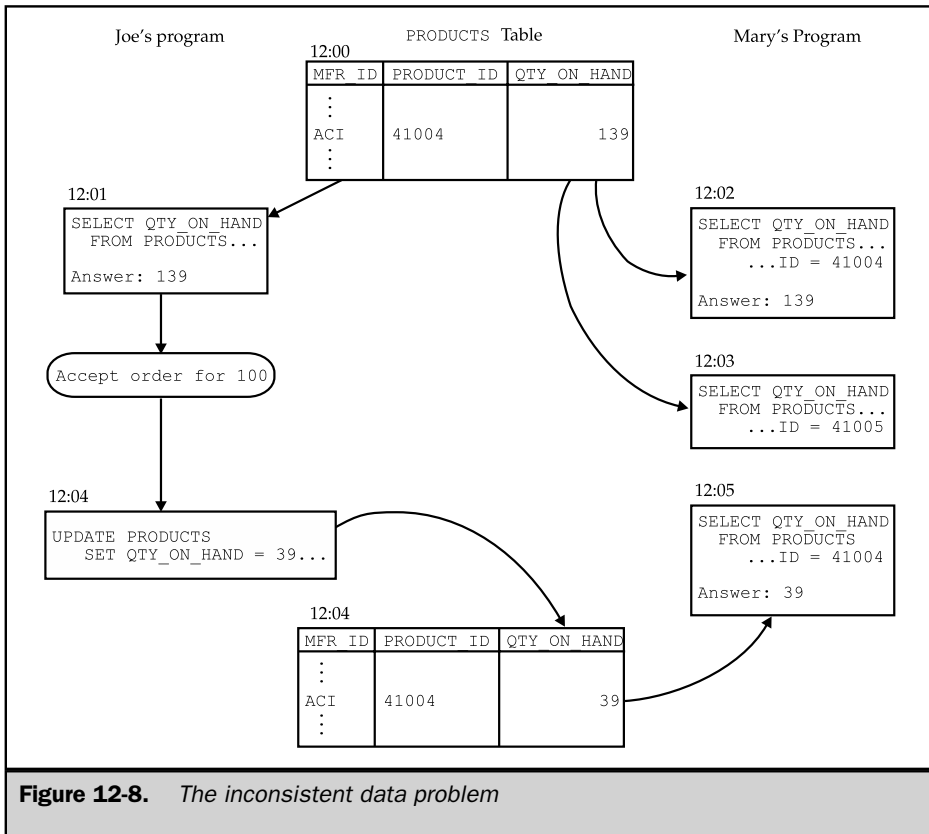 Joe's program
PRODUCTS Table
Mary's Program
12:00
MFR_ID PRODUCT_ID QTY_ON_HAND
ACI 41004 139
12:01
SELECT QTY_ON_HAND
FROM PRODUCTS...
Answer: 139
Accept order for 100
12:04
UPDATE PRODUCTS
SET QTY_ON_HAND = 39...
12:04
MFR_ID PRODUCT_ID QTY_ON_HAND
ACI 41004 39
12:02
SELECT QTY_ON_HAND
FROM PRODUCTS...
...ID = 41004
Answer: 139
12:03
SELECT QTY_ON_HAND
FROM PRODUCTS...
...ID = 41005
12:05
SELECT QTY_ON_HAND
FROM PRODUCTS
...ID = 41004
Answer: 39
Figure 12-8. The inconsistent data problem